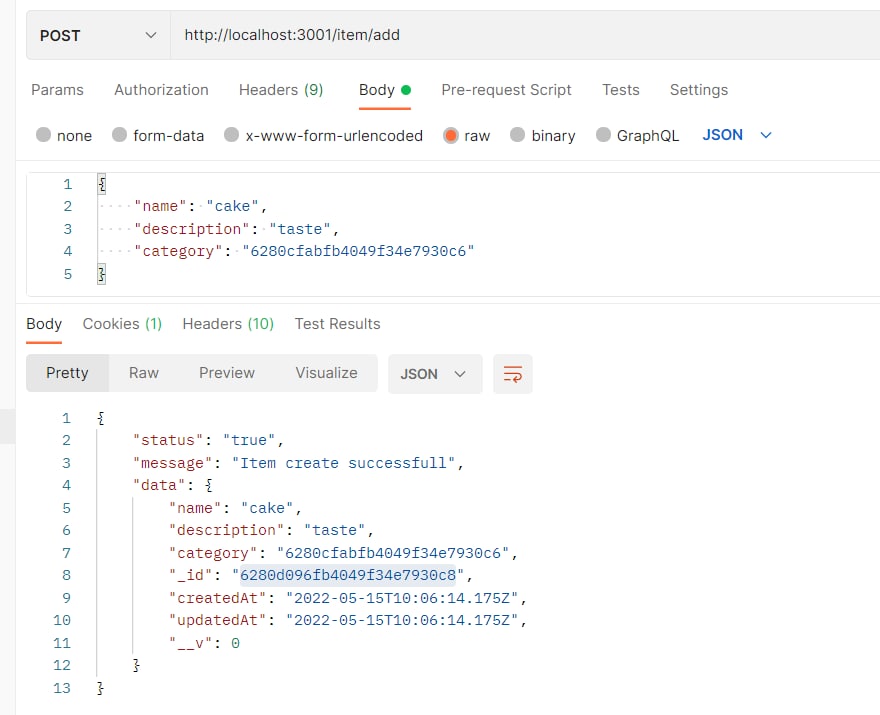 POST http://localhost:3001/item/add
Params Authorization Headers (9) Body Pre-request Script Tests Settings
none form-data x-www-form-urlencoded raw binary GraphQL JSON
1 {
2 "name": "cake",
3 "description": "taste",
4 "category": "6280cfabfb4049f34e7930c6"
5 }
Body Cookies (1) Headers (10) Test Results
Pretty Raw Preview Visualize JSON
1 {
2 "status": "true",
3 "message": "Item create successfull",
4 "data": {
5 "name": "cake",
6 "description": "taste",
7 "category": "6280cfabfb4049f34e7930c6",
8 "_id": "6280d096fb4049f34e7930c8",
9 "createdAt": "2022-05-15T10:06:14.175Z",
10 "updatedAt": "2022-05-15T10:06:14.175Z",
11 "__v": 0
12 }
13 }